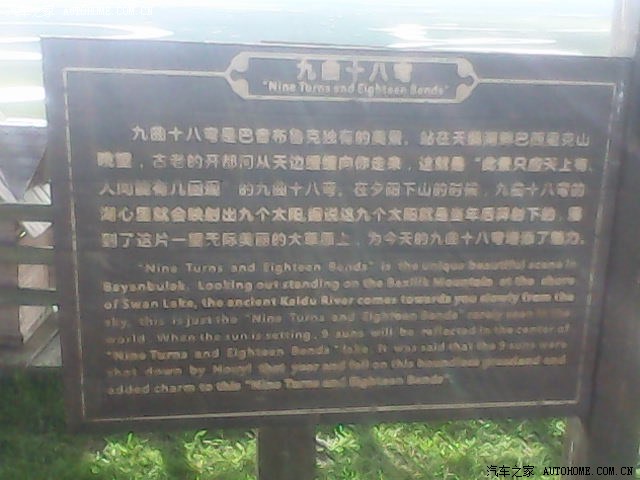 九曲十八弯
"Nine Turns and Eighteen Bends"
九曲十八弯是巴音布鲁克独有的美景。站在天鹅湖畔巴西里克山
晚望,古老的开都河从天边缓缓向你走来,这就是"此景只应天上有,
人间能有几回闻"的九曲十八弯。在夕阳下山的时候,九曲十八弯的
湖心里就会映射出九个太阳,据说这九个太阳就是当年后羿射下的,
到了这片一望无际美丽的大草原上,为今天的九曲十八弯增添了魅力。
"Nine Turns and Eighteen Bends" is the unique beautiful scene in
Bayanbulak. Looking out standing on the Baxilik Mountain at the shore
of Swan Lake, the ancient Kaidu River comes towards you slowly from the
sky, this is just the "Nine Turns and Eighteen Bends" rarely seen in the
world. When the sun is setting, 9 suns will be reflected in the center of
"Nine Turns and Eighteen Bends" lake. It was said that the 9 suns were
shot down by Houyi that year and fell on this boundless grassland and
added charm to this "Nine Turns and Eighteen Bends"
汽车之家 AUTOHOME.COM.CN